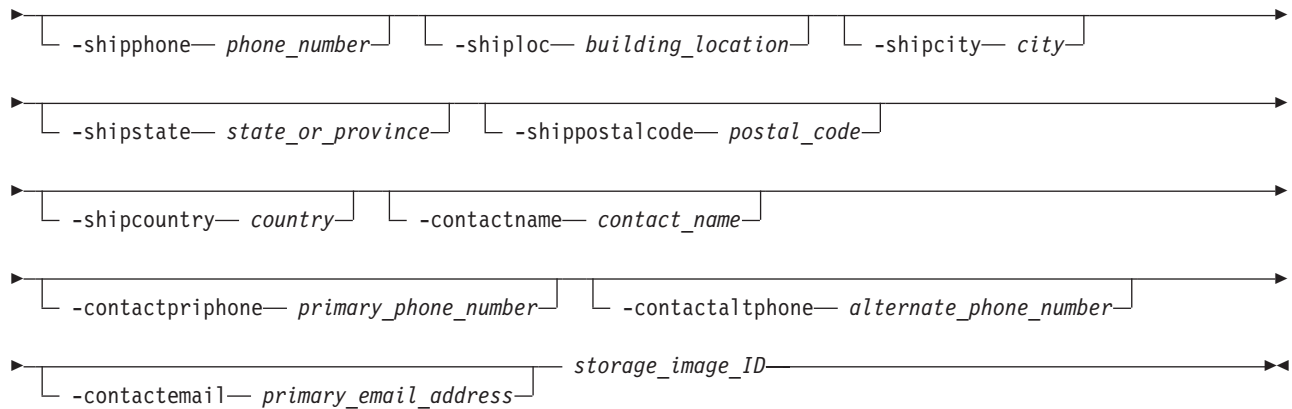 -shipphone phone_number -shiploc building_location -shipcity city
-shipstate state_or_province -shippostalcode postal_code
-shipcountry country -contactname contact_name
-contactpriphone primary_phone_number -contactaltphone alternate_phone_number
storage_image_ID
-contactemail primary_email_address